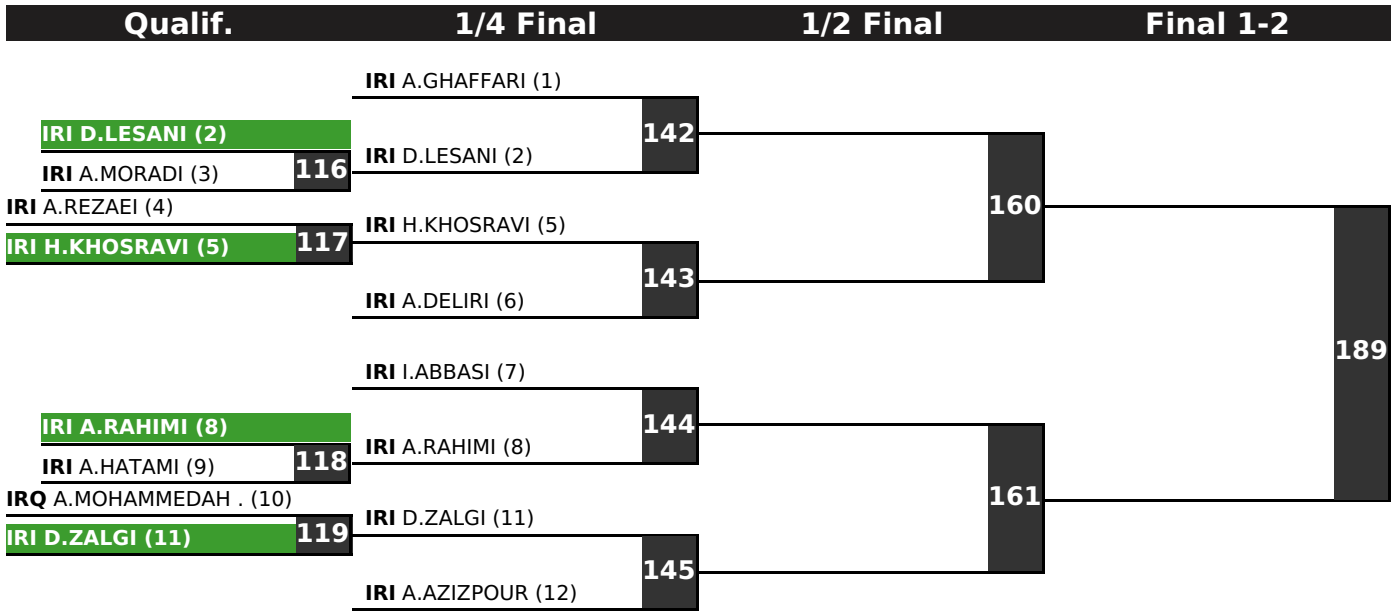 Qualif. 1/4 Final 1/2 Final Final 1-2
IRI A.GHAFFARI (1)
IRI D.LESANI (2)
142
IRI D.LESANI (2)
IRI A.MORADI (3)
116
160
IRI A.REZAEI (4)
IRI H.KHOSRAVI (5)
117
IRI H.KHOSRAVI (5)
143
IRI A.DELIRI (6)
189
IRI I.ABBASI (7)
IRI A.RAHIMI (8)
144
IRI A.RAHIMI (8)
IRI A.HATAMI (9)
118
161
IRQ A.MOHAMMEDAH . (10)
IRI D.ZALGI (11)
119
IRI D.ZALGI (11)
145
IRI A.AZIZPOUR (12)